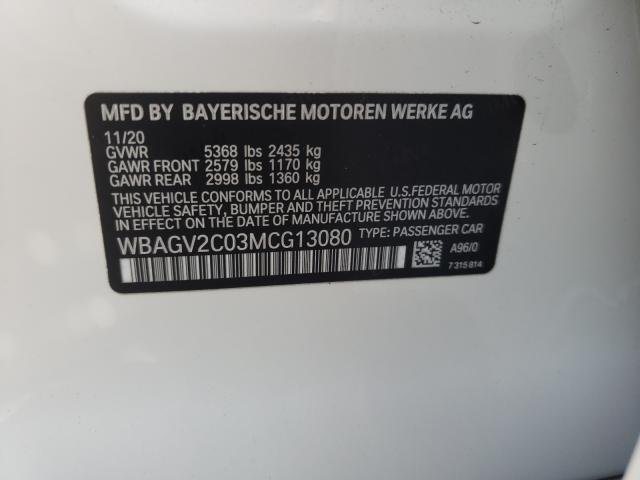 MFD BY BAYERISCHE MOTOREN WERKE AG
11/20
GVWR 5368 lbs 2435 kg
GAWR FRONT 2579 lbs 1170 kg
GAWR REAR 2998 lbs 1360 kg
THIS VEHICLE CONFORMS TO ALL APPLICABLE U.S.FEDERAL MOTOR
VEHICLE SAFETY, BUMPER, AND THEFT PREVENTION STANDARDS
IN EFFECT ON THE DATE OF MANUFACTURE SHOWN ABOVE.
WBAGV2C03MCG13080 TYPE: PASSENGER CAR
A96/0
7315814